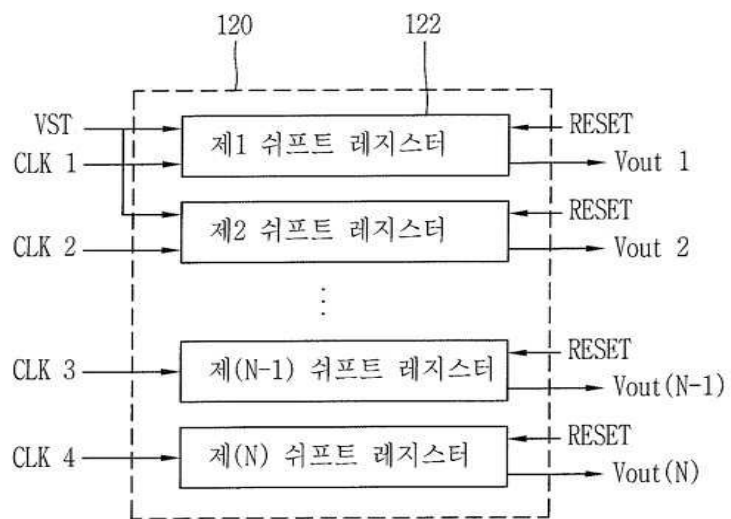 120
122
VST
제1 쉬프트 레지스터
RESET
CLK 1
Vout 1
제2 쉬프트 레지스터
RESET
CLK 2
Vout 2
CLK 3
제(N-1) 쉬프트 레지스터
RESET
Vout(N-1)
CLK 4
제(N) 쉬프트 레지스터
RESET
Vout(N)